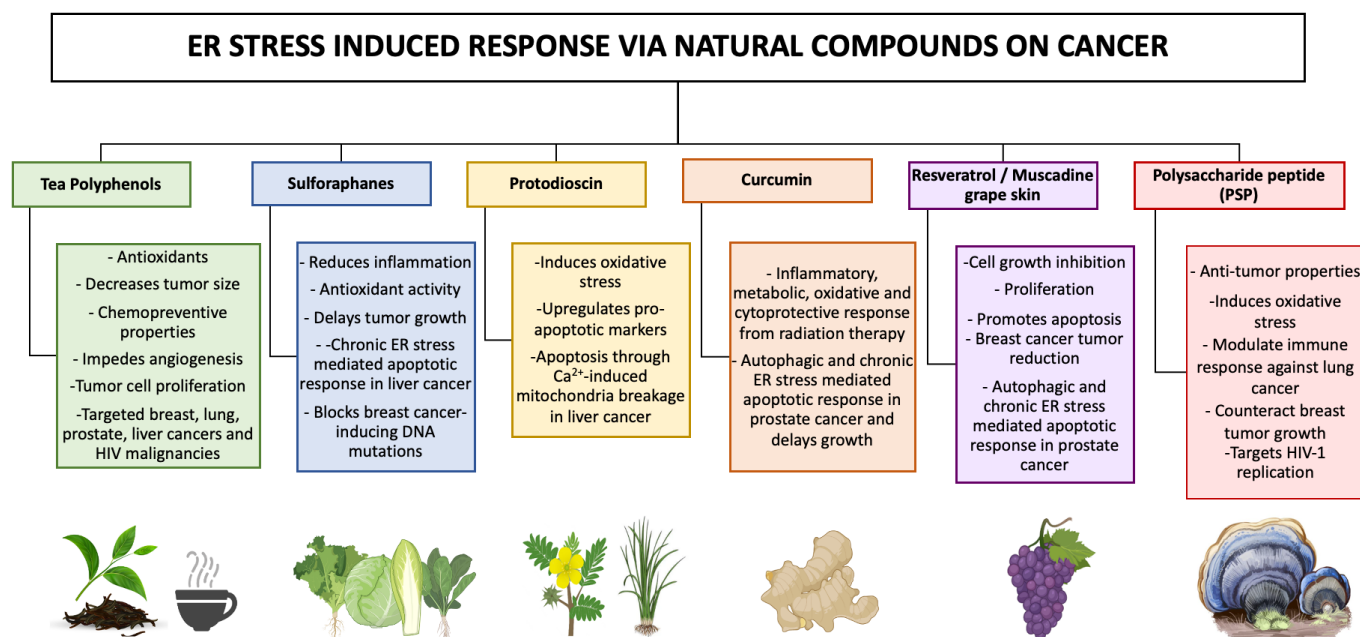 ER STRESS INDUCED RESPONSE VIA NATURAL COMPOUNDS ON CANCER
Tea Polyphenols
- Antioxidants
- Decreases tumor size
- Chemopreventive
properties
- Impedes angiogenesis
-Tumor cell proliferation
-Targeted breast, lung,
prostate, liver cancers and
HIV malignancies
Sulforaphanes
- Reduces inflammation
- Antioxidant activity
- Delays tumor growth
- -Chronic ER stress
mediated apoptotic
response in liver cancer
- Blocks breast cancer-
inducing DNA
mutations
Protodioscin
-Induces oxidative
stress
-Upregulates pro-
apoptotic markers
-Apoptosis through
Ca²⁺-induced
mitochondria breakage
in liver cancer
Curcumin
- Inflammatory,
metabolic, oxidative and
cytoprotective response
from radiation therapy
- Autophagic and chronic
ER stress mediated
apoptotic response in
prostate cancer and
delays growth
Resveratrol / Muscadine
grape skin
-Cell growth inhibition
- Proliferation
- Promotes apoptosis
- Breast cancer tumor
reduction
- Autophagic and
chronic ER stress
mediated apoptotic
response in prostate
cancer
Polysaccharide peptide
(PSP)
- Anti-tumor properties
-Induces oxidative
stress
- Modulate immune
response against lung
cancer
- Counteract breast
tumor growth
-Targets HIV-1
replication